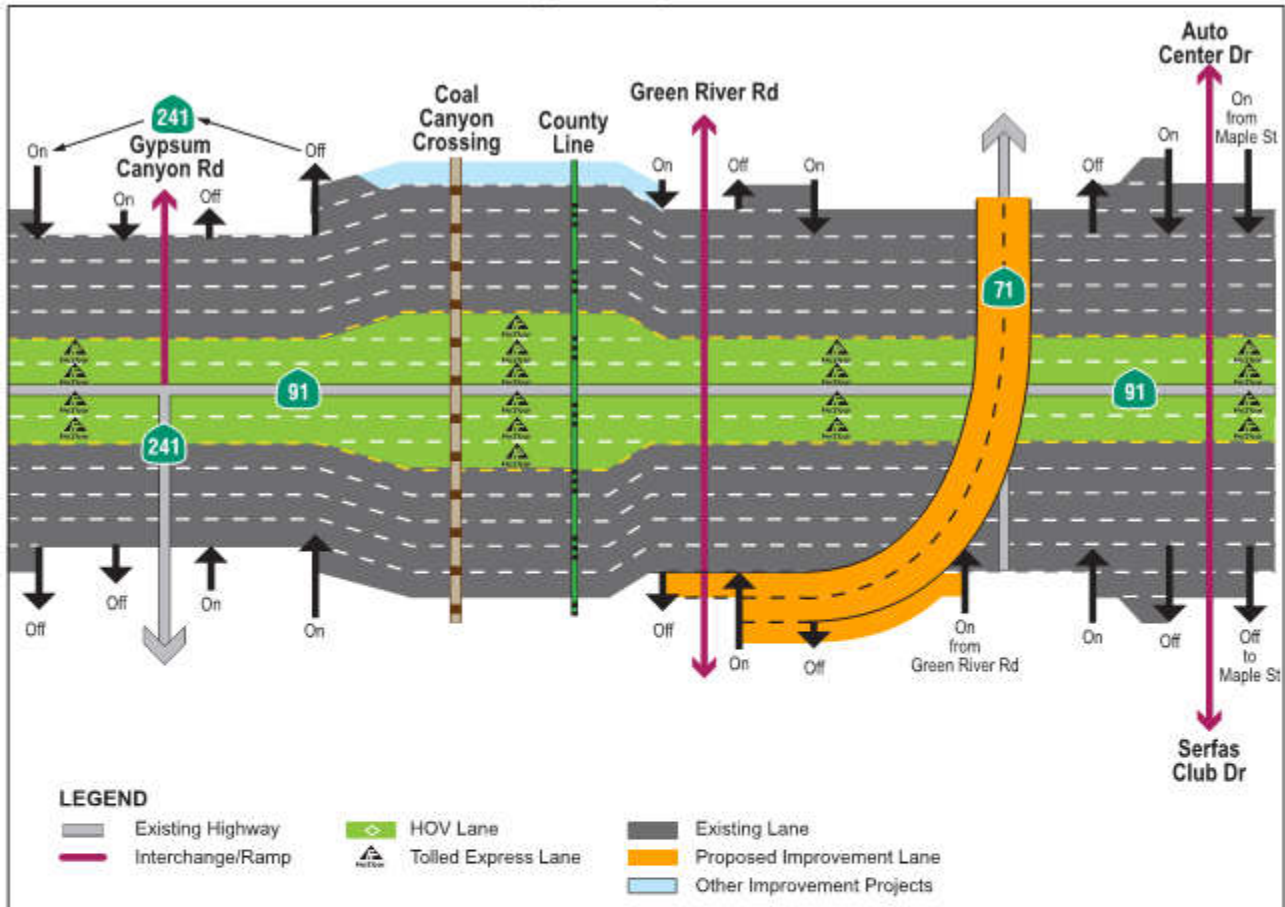 Auto
Center Dr
Green River Rd
Coal
Canyon
Crossing
County
Line
241
Gypsum
Canyon Rd
On
Off
On
Off
On
Off
On
Off
On
On
from
Maple St
71
91
91
241
Off
Off
On
On
Off
On
Off
On
from
Green River Rd
On
Off
Off
to
Maple St
Serfas
Club Dr
LEGEND
Existing Highway
HOV Lane
Existing Lane
Interchange/Ramp
Tolled Express Lane
Proposed Improvement Lane
Other Improvement Projects